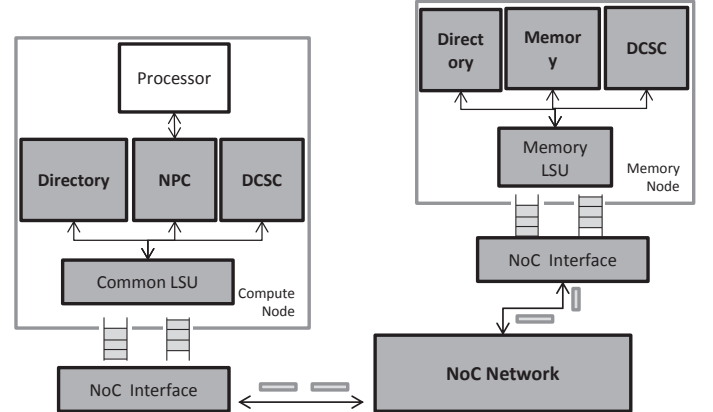 Processor
Directory
NPC
DCSC
Common LSU
Compute
Node
NoC Interface
Direct
ory
Memor
y
DCSC
Memory
LSU
Memory
Node
NoC Interface
NoC Network